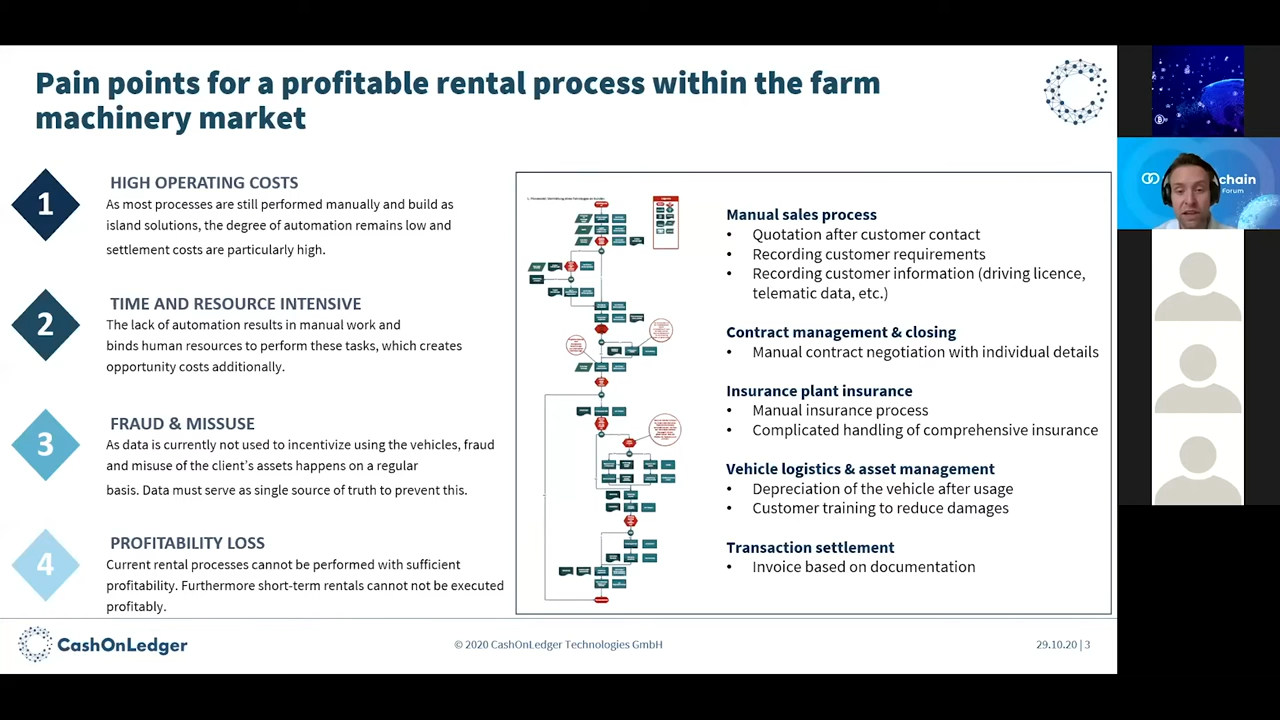 Pain points for a profitable rental process within the farm
machinery market
1
HIGH OPERATING COSTS
As most processes are still performed manually and build as
island solutions, the degree of automation remains low and
settlement costs are particularly high.
2
TIME AND RESOURCE INTENSIVE
The lack of automation results in manual work and
binds human resources to perform these tasks, which creates
opportunity costs additionally.
3
FRAUD & MISSUSE
As data is currently not used to incentivize using the vehicles, fraud
and misuse of the client's assets happens on a regular
basis. Data must serve as single source of truth to prevent this.
4
PROFITABILITY LOSS
Current rental processes cannot be performed with sufficient
profitability. Furthermore short-term rentals cannot not be executed
profitably.
Manual sales process
• Quotation after customer contact
• Recording customer requirements
• Recording customer information (driving licence,
telematic data, etc.)
Contract management & closing
• Manual contract negotiation with individual details
Insurance plant insurance
• Manual insurance process
• Complicated handling of comprehensive insurance
Vehicle logistics & asset management
• Depreciation of the vehicle after usage
• Customer training to reduce damages
Transaction settlement
• Invoice based on documentation
CashOnLedger
© 2020 CashOnLedger Technologies GmbH
29.10.20 | 3
chain
Forum